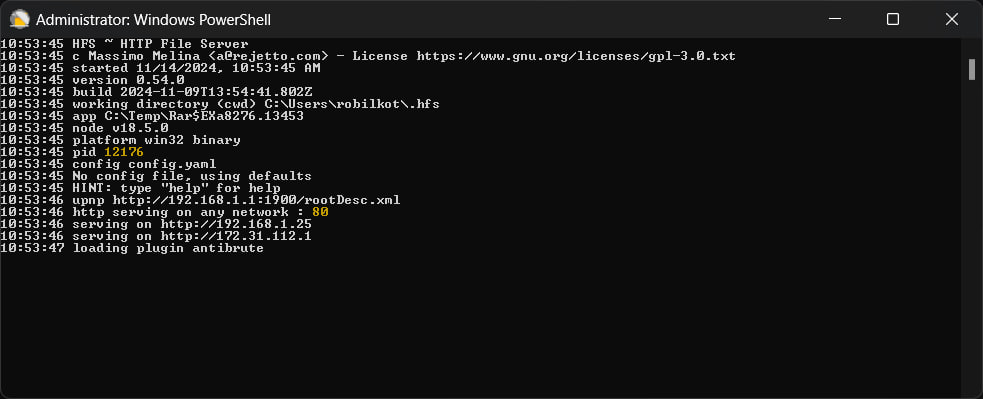 Administrator: Windows PowerShell
10:53:45 HFS ~ HTTP File Server
10:53:45 c Massimo Melina <a@rejetto.com> - License https://www.gnu.org/licenses/gpl-3.0.txt
10:53:45 started 11/14/2024, 10:53:45 AM
10:53:45 version 0.54.0
10:53:45 build 2024-11-09T13:54:41.802Z
10:53:45 working directory (cwd) C:\Users\robilkot\.hfs
10:53:45 app C:\Temp\Rar$EXa8276.13453
10:53:45 node v18.5.0
10:53:45 platform win32 binary
10:53:45 pid 12176
10:53:45 config config.yaml
10:53:45 No config file, using defaults
10:53:45 HINT: type "help" for help
10:53:46 upnp http://192.168.1.1:1900/rootDesc.xml
10:53:46 http serving on any network : 80
10:53:46 serving on http://192.168.1.25
10:53:46 serving on http://172.31.112.1
10:53:47 loading plugin antibrute